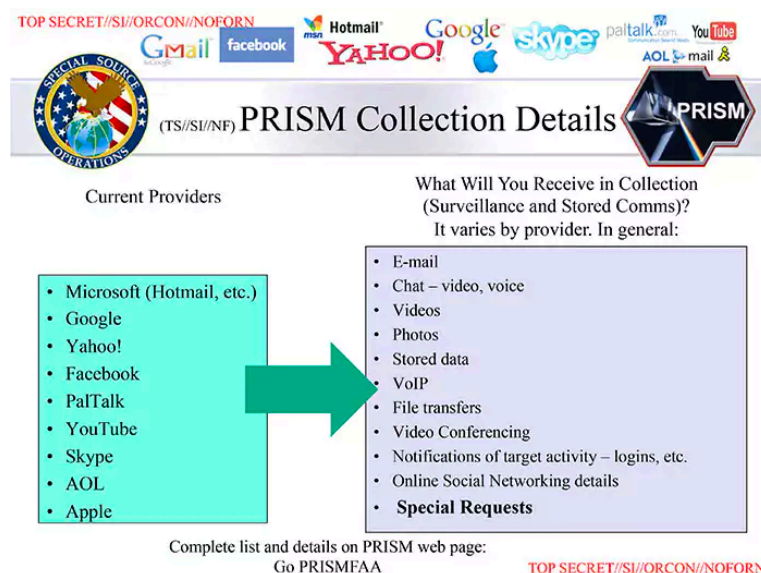 TOP SECRET//SI//ORCON//NOFORN
msn Hotmail®
Google™
paltalk.com
YouTube
GMail
by Google
facebook
YAHOO!
skype™
AOL mail
SPECIAL SOURCE
OPERATIONS
(TS//SI//NF) PRISM Collection Details
PRISM
Current Providers
What Will You Receive in Collection
(Surveillance and Stored Comms)?
It varies by provider. In general:
• Microsoft (Hotmail, etc.)
• Google
• Yahoo!
• Facebook
• PalTalk
• YouTube
• Skype
• AOL
• Apple
• E-mail
• Chat – video, voice
• Videos
• Photos
• Stored data
• VoIP
• File transfers
• Video Conferencing
• Notifications of target activity – logins, etc.
• Online Social Networking details
• Special Requests
Complete list and details on PRISM web page:
Go PRISMFAA
TOP SECRET//SI//ORCON//NOFORN